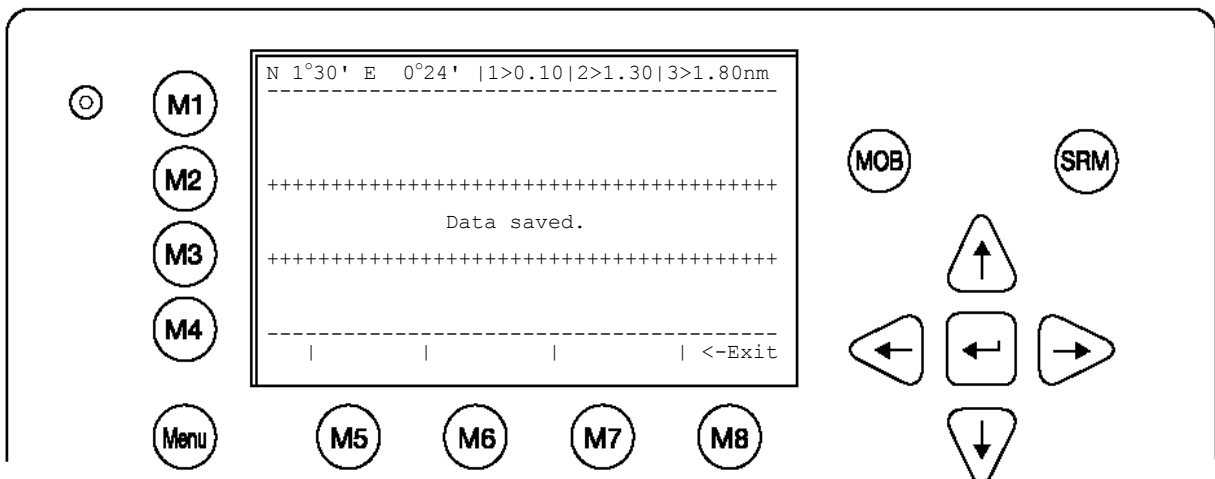 N 1°30' E 0°24' |1>0.10|2>1.30|3>1.80nm
----------------------------------------
M1
MOB
SRM
M2
++++++++++++++++++++++++++++++++++++++++
Data saved.
M3
++++++++++++++++++++++++++++++++++++++++
M4
----------------------------------------
| | | | <-Exit
Menu
M5
M6
M7
M8